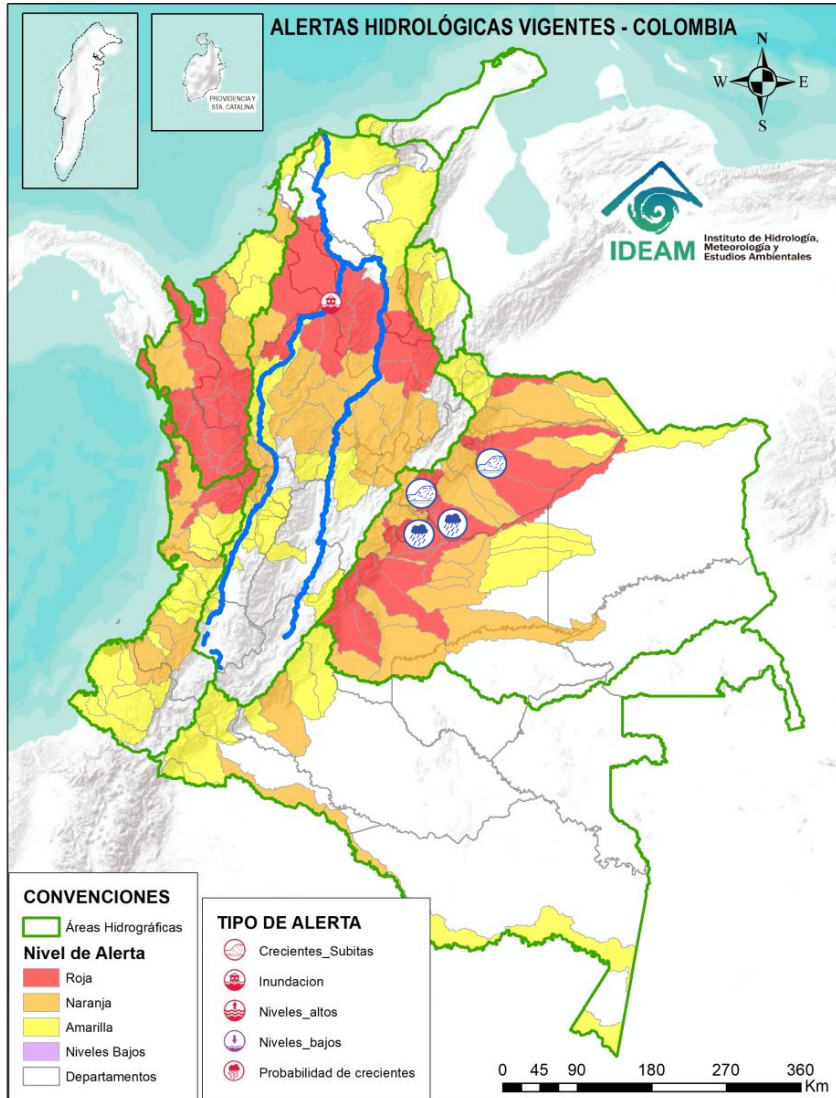 ALERTAS HIDROLÓGICAS VIGENTES - COLOMBIA
PROVIDENCIA Y
STA. CATALINA
N
W
E
S
IDEAM
Instituto de Hidrología,
Meteorología y
Estudios Ambientales
CONVENCIONES
Áreas Hidrográficas
Nivel de Alerta
Roja
Naranja
Amarilla
Niveles Bajos
Departamentos
TIPO DE ALERTA
Crecientes_Subitas
Inundacion
Niveles_altos
Niveles_bajos
Probabilidad de crecientes
0 45 90 180 270 360
Km